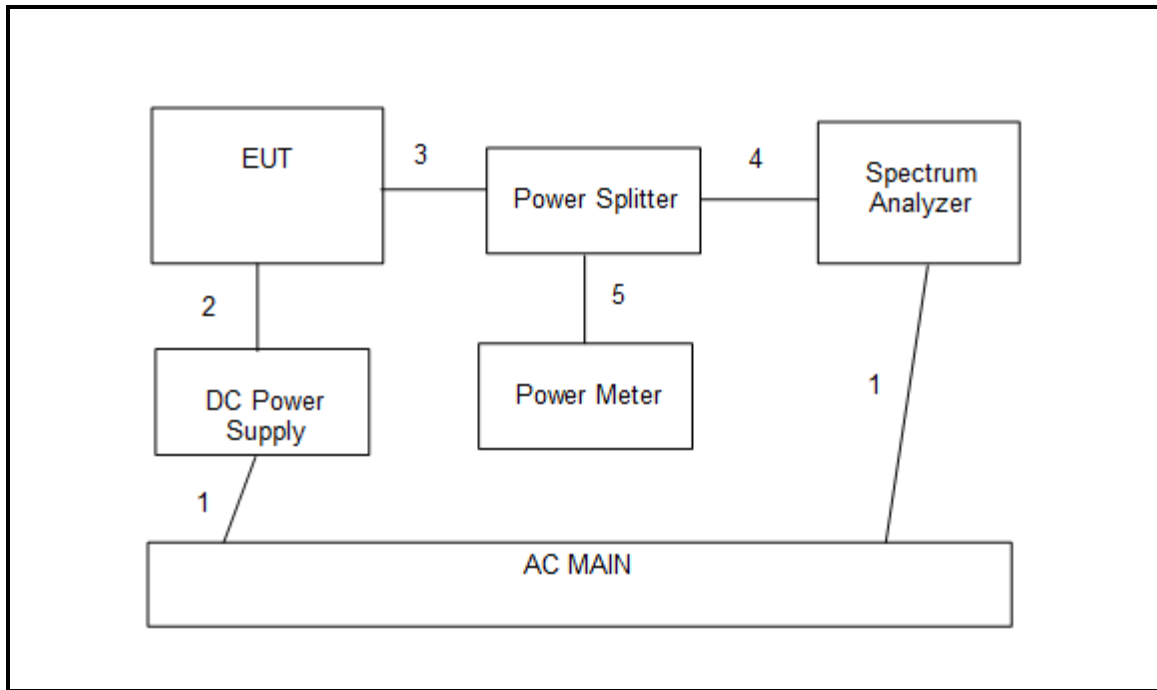 EUT
3
Power Splitter
4
Spectrum
Analyzer
2
5
DC Power
Supply
Power Meter
1
1
AC MAIN